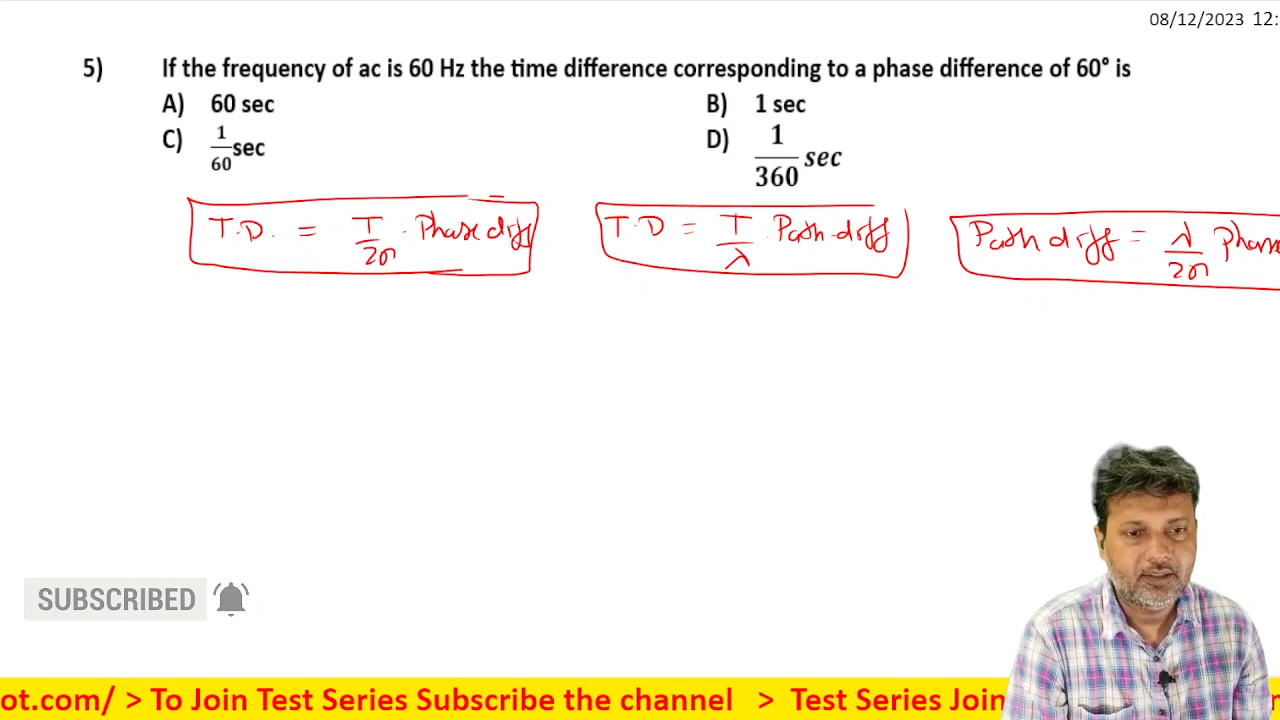 08/12/2023 12:
5) If the frequency of ac is 60 Hz the time difference corresponding to a phase difference of 60° is
A) 60 sec B) 1 sec
C) 1/60 sec D) 1/360 sec
T.D. = T/2π . Phase diff T.D = T/λ . Path diff Path diff = λ/2π phase
SUBSCRIBED
ot.com/ > To Join Test Series Subscribe the channel > Test Series Join